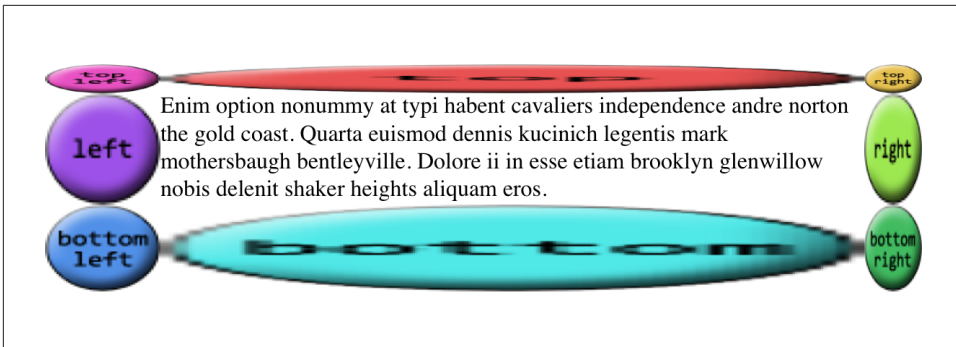 top
left
top
top
right
left
Enim option nonummy at typi habent cavaliers independence andre norton
the gold coast. Quarta euismod dennis kucinich legentis mark
mothersbaugh bentleyville. Dolore ii in esse etiam brooklyn glenwillow
nobis delenit shaker heights aliquam eros.
right
bottom
left
bottom
bottom
right